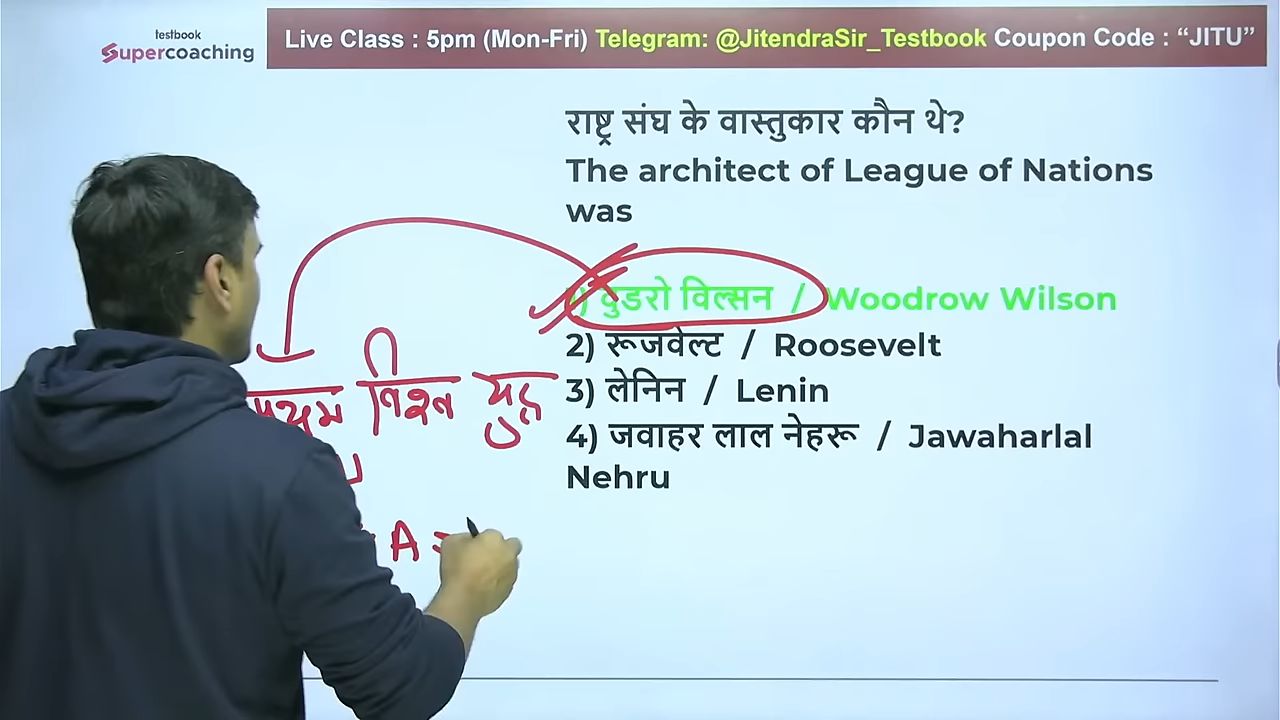 testbook
Supercoaching
Live Class : 5pm (Mon-Fri) Telegram: @JitendraSir_Testbook Coupon Code : “JITU”
राष्ट्र संघ के वास्तुकार कौन थे?
The architect of League of Nations
was
वुडरो विल्सन / Woodrow Wilson
2) रूजवेल्ट / Roosevelt
3) लेनिन / Lenin
4) जवाहर लाल नेहरू / Jawaharlal
Nehru
विश्व युद्ध
A =